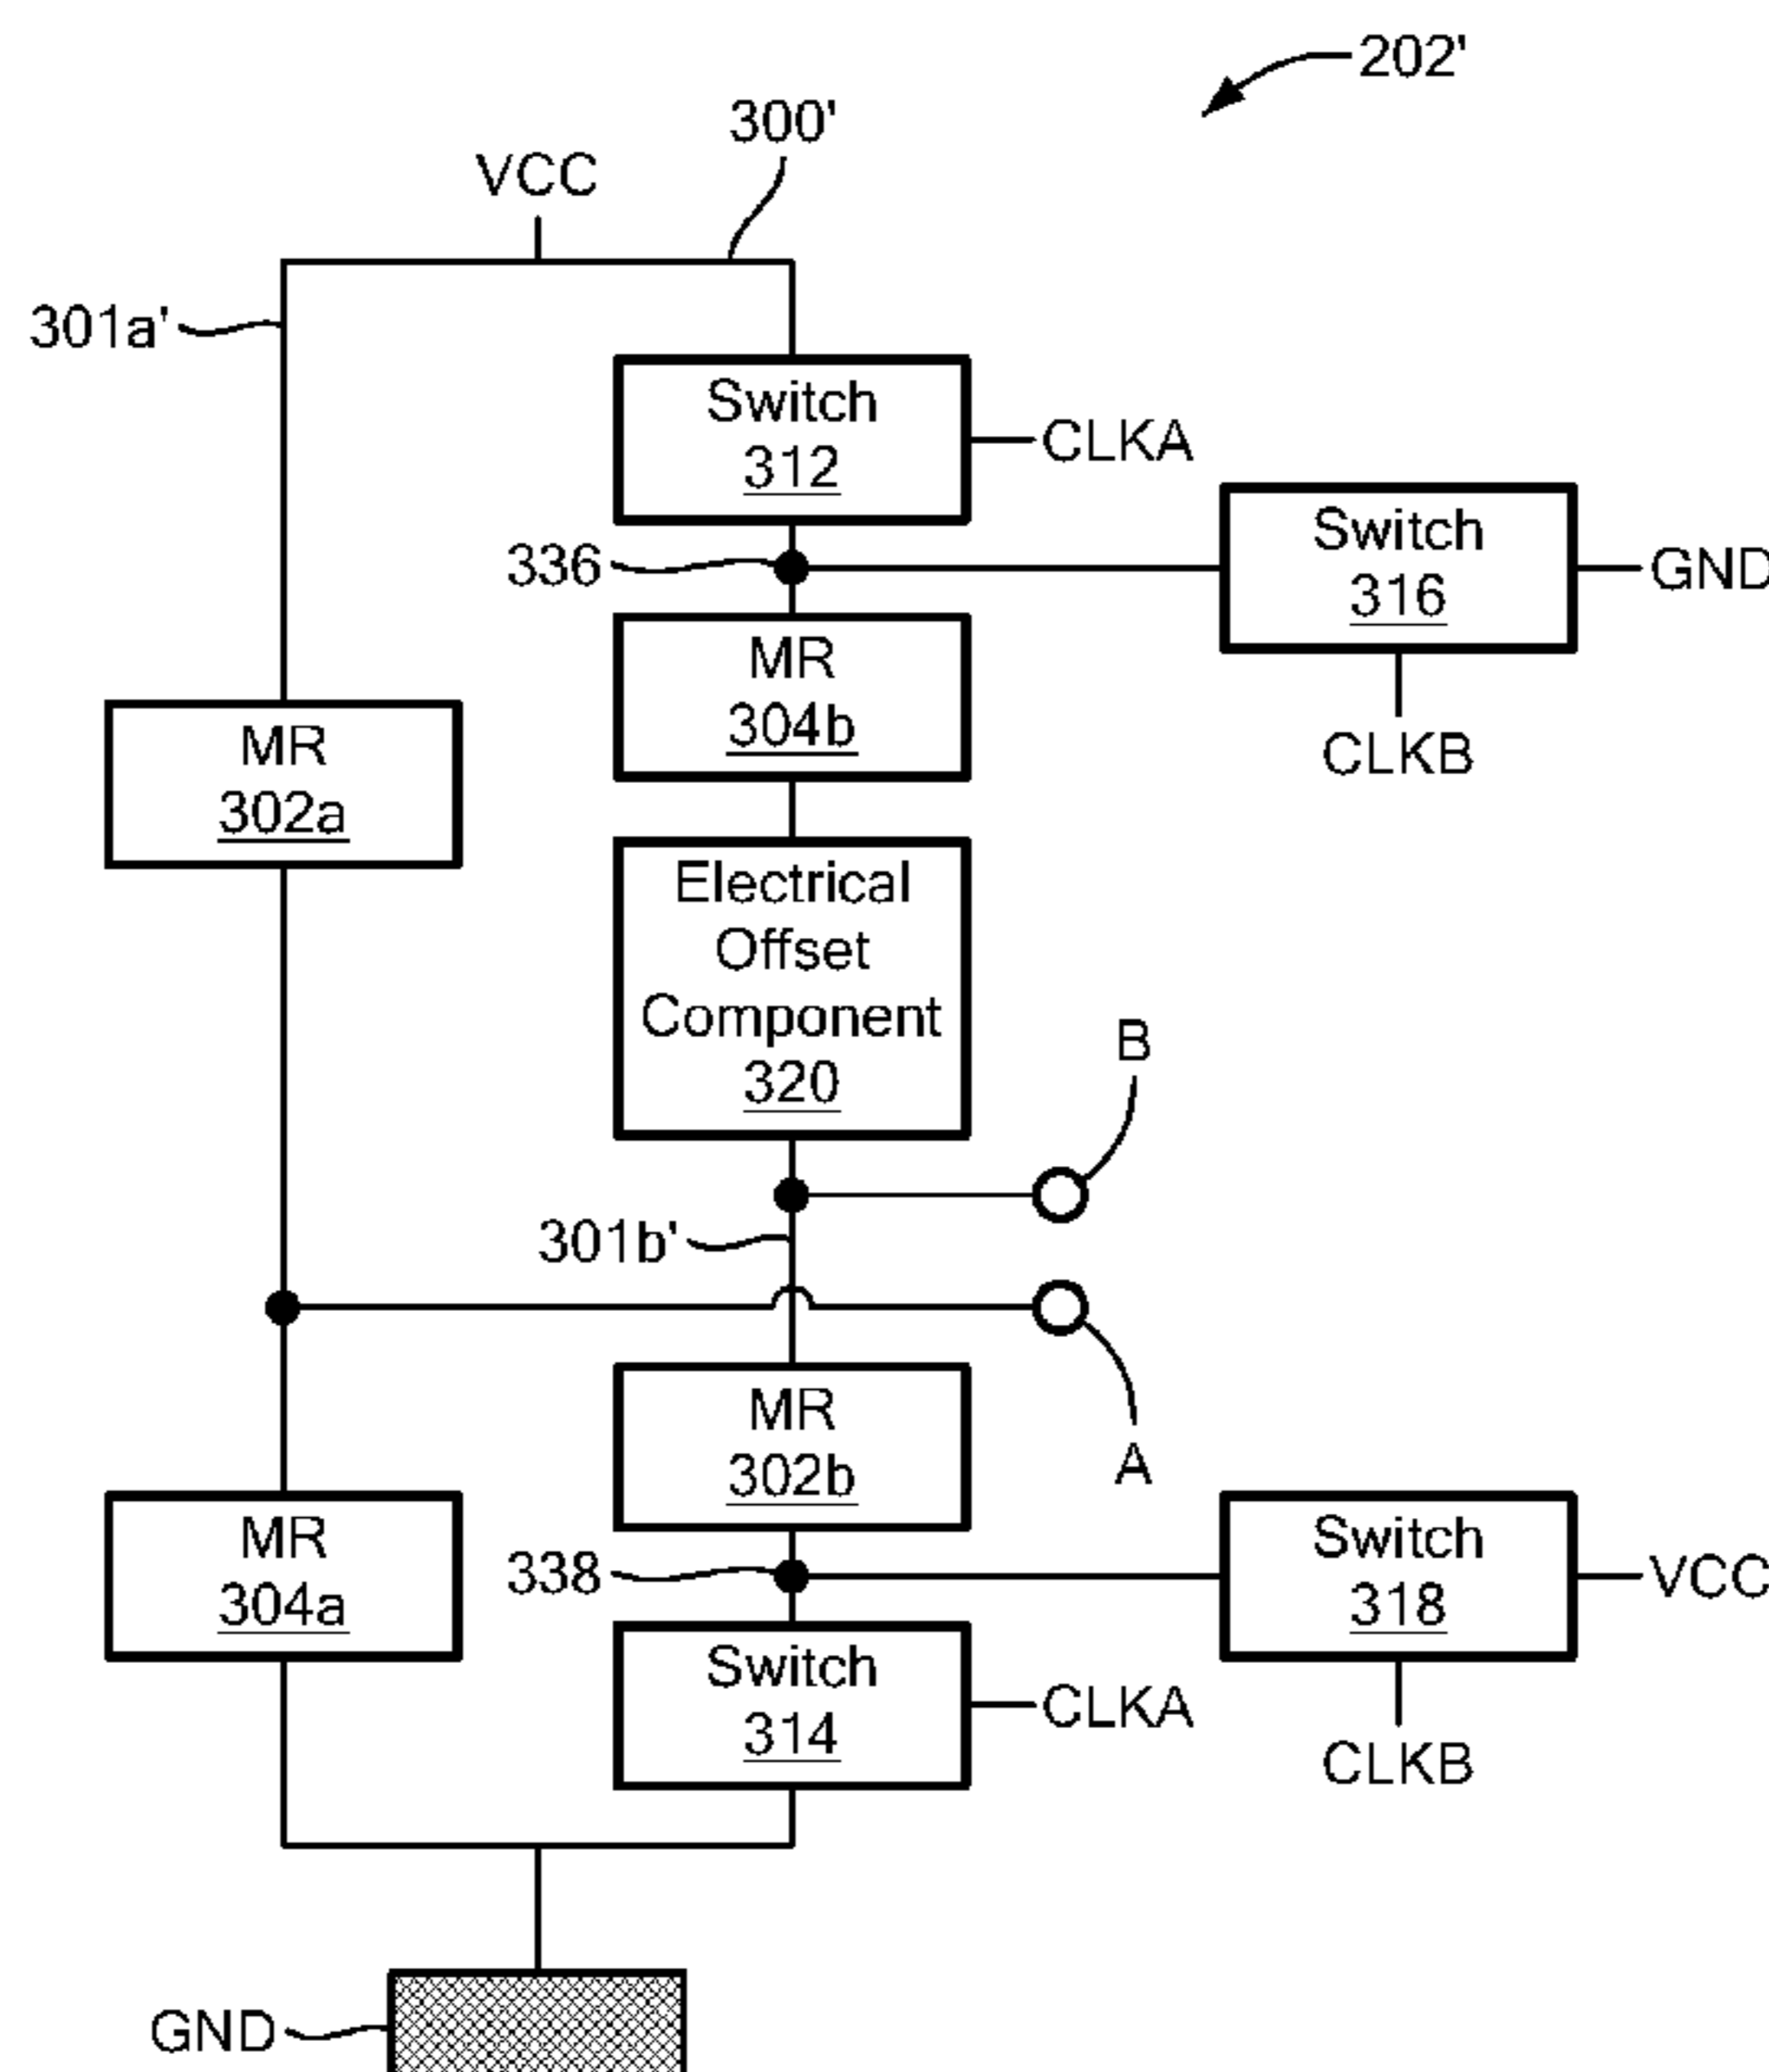 202'
300'
VCC
301a'
Switch
312
CLKA
336
Switch
316
GND
CLKB
MR
304b
MR
302a
Electrical
Offset
Component
320
B
301b'
A
MR
302b
MR
304a
338
Switch
318
VCC
CLKB
Switch
314
CLKA
GND